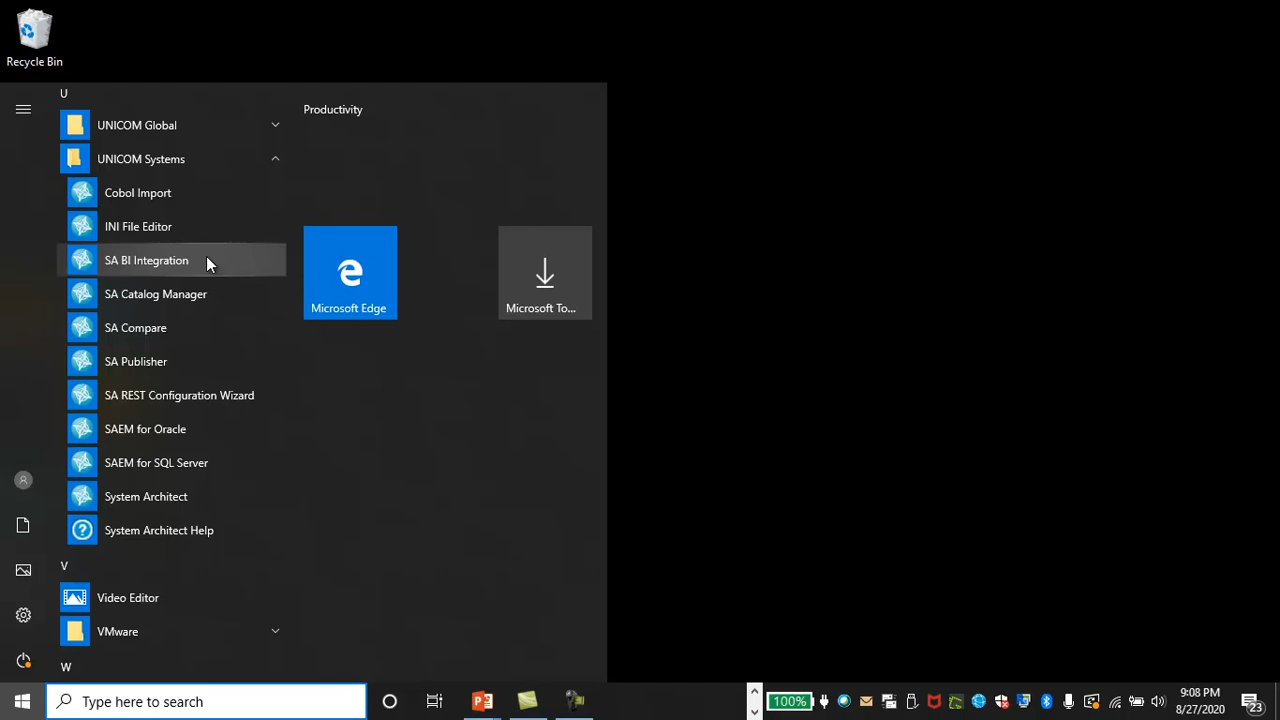 Recycle Bin
U
UNICOM Global
UNICOM Systems
Cobol Import
INI File Editor
SA BI Integration
SA Catalog Manager
SA Compare
SA Publisher
SA REST Configuration Wizard
SAEM for Oracle
SAEM for SQL Server
System Architect
System Architect Help
V
Video Editor
VMware
W
Productivity
Microsoft Edge
Microsoft To...
Type here to search
100%
9:08 PM
8/27/2020
23